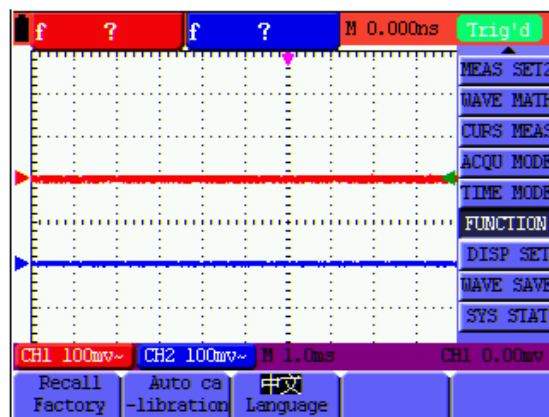 f ? f ? M 0.000ns Trig'd
MEAS SET
WAVE MATH
CURS MEAS
ACQU MODE
TIME MODE
FUNCTION
DISP SET
WAVE SAVE
SYS STAT
CH1 100mv~ CH2 100mv~ M 1.0ms CH1 0.00mv
Recall
Factory
Auto ca
-libration
中文
Language